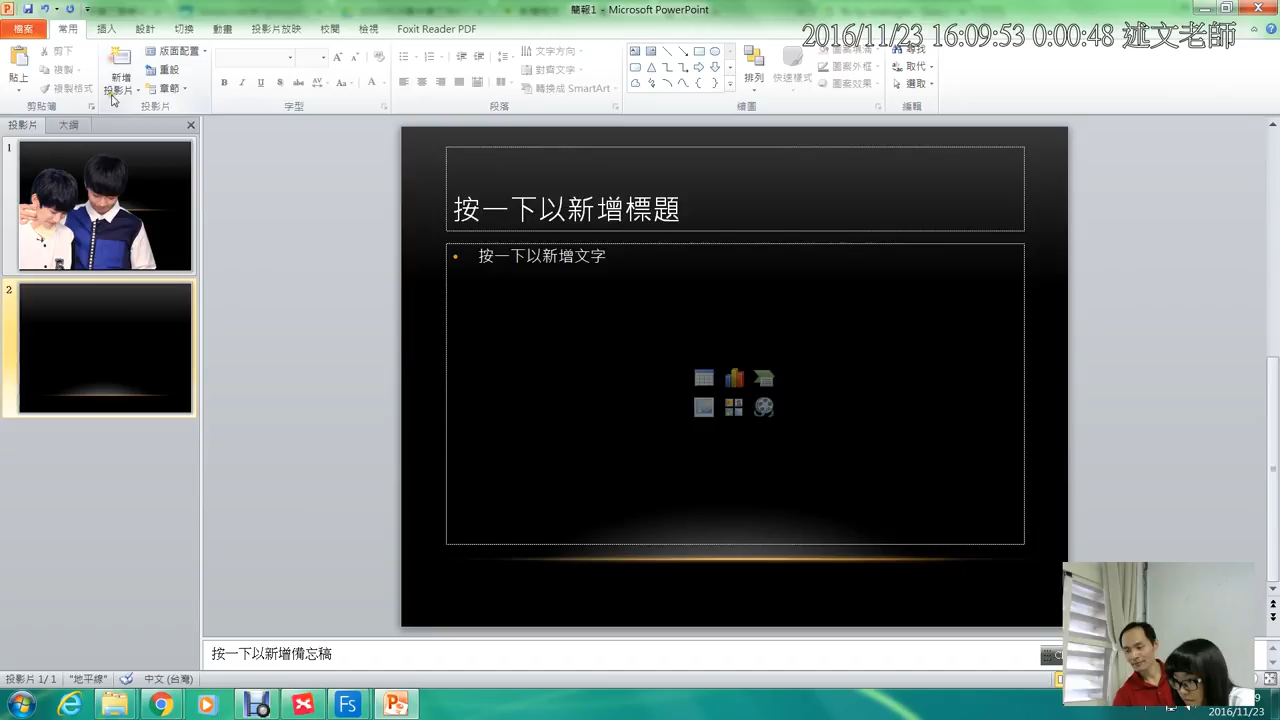 簡報1 - Microsoft PowerPoint
檔案 常用 插入 設計 切換 動畫 投影片放映 校閱 檢視 Foxit Reader PDF
2016/11/23 16:09:53 0:00:48 述文老師
貼上 剪下 複製 複製格式 剪貼簿
新增投影片 版面配置 重設 章節 投影片
B I U S abc AV Aa A 字型
文字方向 對齊文字 轉換成 SmartArt 段落
排列 快速樣式 圖案外框 圖案效果 繪圖
尋找 取代 選取 編輯
投影片 大綱
1
2
按一下以新增標題
• 按一下以新增文字
按一下以新增備忘稿
投影片 1/ 1 "地平線" 中文 (台灣)
2016/11/23